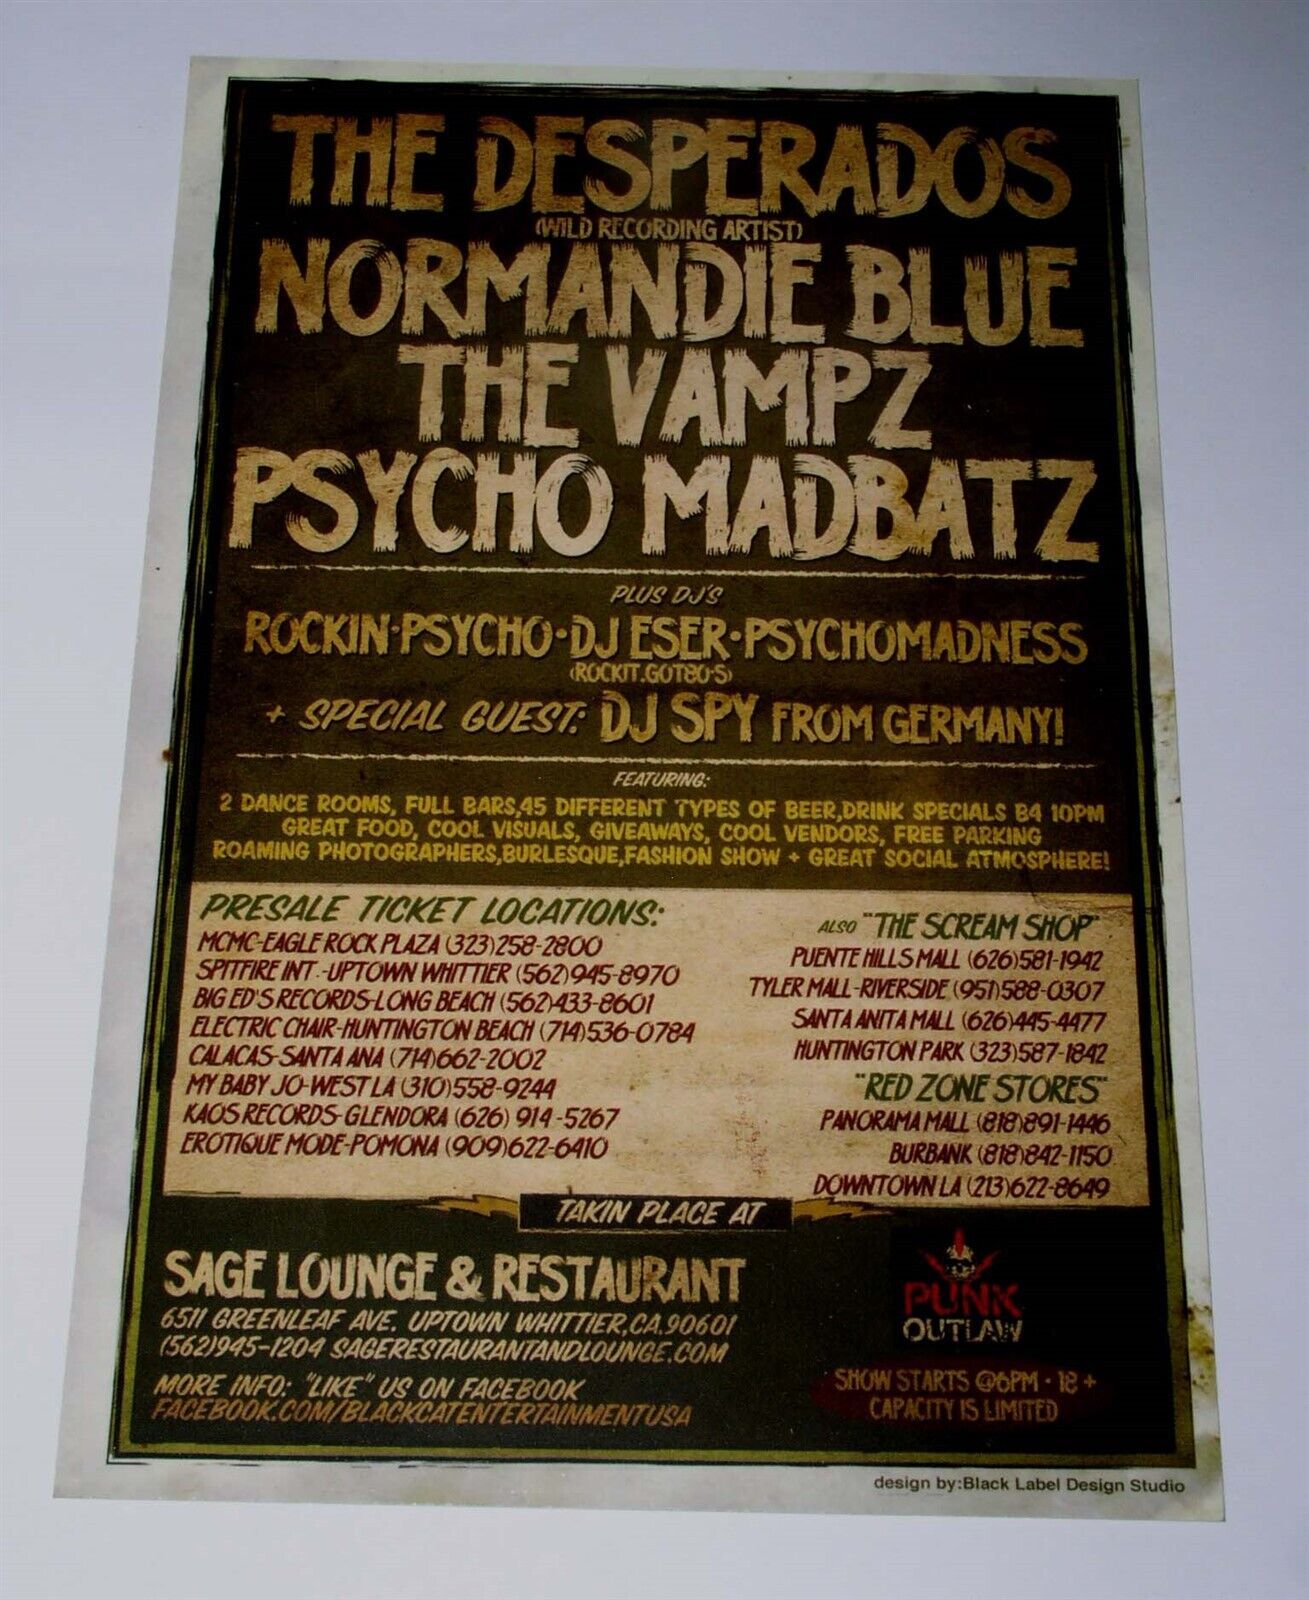 THE DESPERADOS
(WILD RECORDING ARTIST)
NORMANDIE BLUE
THE VAMPZ
PSYCHO MADBATZ
PLUS DJ'S
ROCKIN-PSYCHO•DJ ESER•PSYCHOMADNESS
(ROCKIT.GOT80'S)
+ SPECIAL GUEST: DJ SPY FROM GERMANY!
FEATURING:
2 DANCE ROOMS, FULL BARS,45 DIFFERENT TYPES OF BEER,DRINK SPECIALS B4 10PM
GREAT FOOD, COOL VISUALS, GIVEAWAYS, COOL VENDORS, FREE PARKING
ROAMING PHOTOGRAPHERS,BURLESQUE,FASHION SHOW + GREAT SOCIAL ATMOSPHERE!
PRESALE TICKET LOCATIONS:
MCMC-EAGLE ROCK PLAZA (323)258-2800
SPITFIRE INT.-UPTOWN WHITTIER (562)945-8970
BIG ED'S RECORDS-LONG BEACH (562)433-8601
ELECTRIC CHAIR-HUNTINGTON BEACH (714)536-0784
CALACAS-SANTA ANA (714)662-2002
MY BABY JO-WEST LA (310)558-9244
KAOS RECORDS-GLENDORA (626) 914-5267
EROTIQUE MODE-POMONA (909)622-6410
ALSO "THE SCREAM SHOP"
PUENTE HILLS MALL (626)581-1942
TYLER MALL-RIVERSIDE (951)588-0307
SANTA ANITA MALL (626)445-4477
HUNTINGTON PARK (323)587-1842
"RED ZONE STORES"
PANORAMA MALL (818)891-1446
BURBANK (818)842-1150
DOWNTOWN LA (213)622-8649
TAKIN PLACE AT
SAGE LOUNGE & RESTAURANT
6511 GREENLEAF AVE. UPTOWN WHITTIER,CA.90601
(562)945-1204 SAGERESTAURANTANDLOUNGE.COM
MORE INFO: "LIKE" US ON FACEBOOK
FACEBOOK.COM/BLACKCATENTERTAINMENTUSA
PUNK
OUTLAW
SHOW STARTS @6PM • 18 +
CAPACITY IS LIMITED
design by:Black Label Design Studio